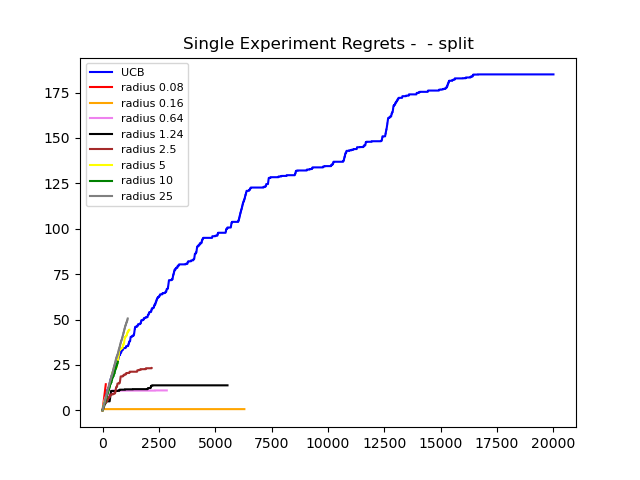 Single Experiment Regrets -  - split
UCB
radius 0.08
radius 0.16
radius 0.64
radius 1.24
radius 2.5
radius 5
radius 10
radius 25
175
150
125
100
75
50
25
0
0 2500 5000 7500 10000 12500 15000 17500 20000